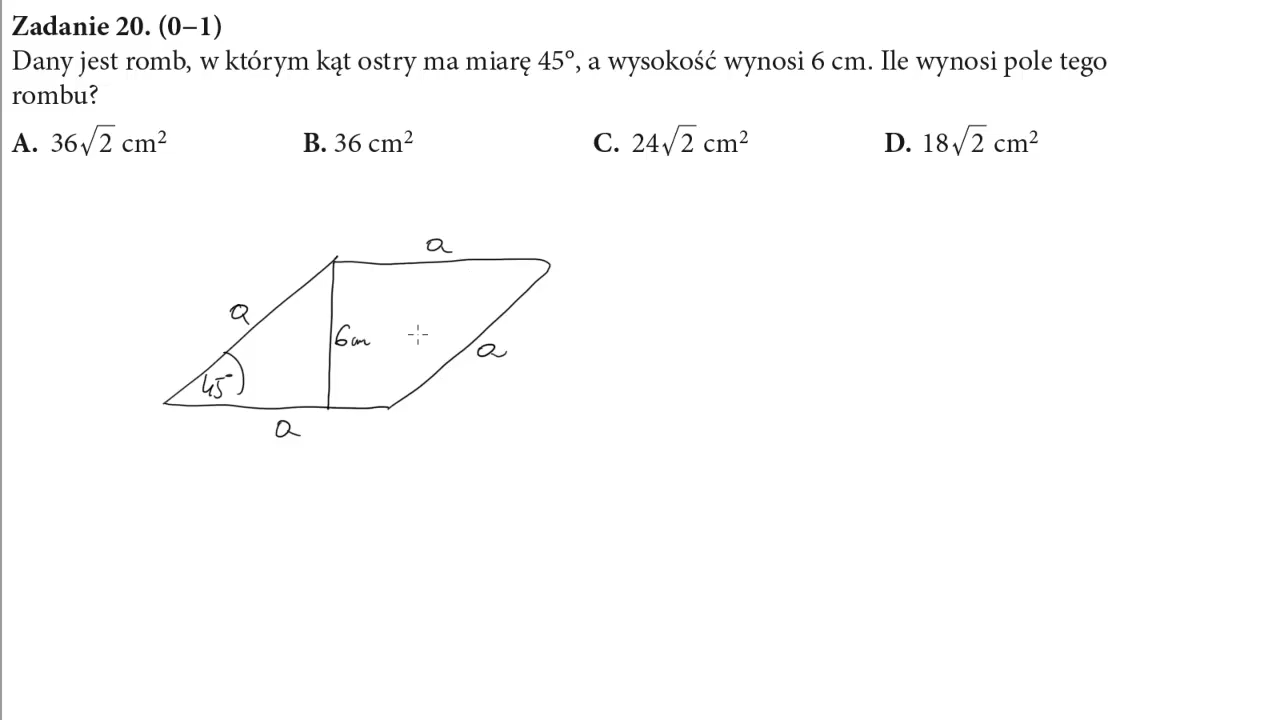 Zadanie 20. (0–1)
Dany jest romb, w którym kąt ostry ma miarę 45°, a wysokość wynosi 6 cm. Ile wynosi pole tego
rombu?
A. 36√2 cm² B. 36 cm² C. 24√2 cm² D. 18√2 cm²
a
a
6cm
a
45°
a